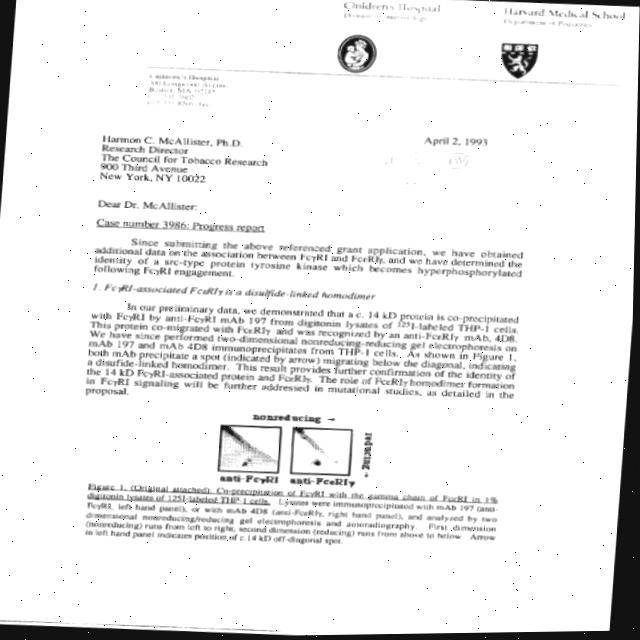 Children's Hospital
Harvard Medical School
Department of Pediatrics
Children's Hospital
300 Longwood Avenue
Boston, MA
Harmon C. McAllister, Ph.D.
Research Director
The Council for Tobacco Research
900 Third Avenue
New York, NY 10022
April 2, 1993
Dear Dr. McAllister:
Case number 3986: Progress report
Since submitting the above referenced grant application, we have obtained
additional data on the association between FcγRI and FcεRIγ, and we have determined the
identity of a src-type protein tyrosine kinase which becomes hyperphosphorylated
following FcγRI engagement.
1. FcγRI-associated FcεRIγ is a disulfide-linked homodimer
In our preliminary data, we demonstrated that a c. 14 kD protein is co-precipitated
with FcγRI by anti-FcγRI mAb 197 from digitonin lysates of 125I-labeled THP-1 cells.
This protein co-migrated with FcεRIγ and was recognized by an anti-FcεRIγ mAb, 4D8.
We have since performed two-dimensional nonreducing-reducing gel electrophoresis on
mAb 197 and mAb 4D8 immunoprecipitates from THP-1 cells. As shown in Figure 1,
both mAb precipitate a spot (indicated by arrow) migrating below the diagonal, indicating
a disulfide-linked homodimer. This result provides further confirmation of the identity of
the 14 kD FcγRI-associated protein and FcεRIγ. The role of FcεRIγ homodimer formation
in FcγRI signaling will be further addressed in mutational studies, as detailed in the
proposal.
nonreducing →
reducing →
anti-FcγRI anti-FcεRIγ
Figure 1. (Original attached). Co-precipitation of FcγRI with the gamma chain of FcεRI in 1%
digitonin lysates of 125I-labeled THP-1 cells. Lysates were immunoprecipitated with mAb 197 (anti-
FcγRI, left hand panel), or with mAb 4D8 (anti-FcεRIγ, right hand panel), and analyzed by two
dimensional nonreducing/reducing gel electrophoresis and autoradiography. First dimension
(nonreducing) runs from left to right, second dimension (reducing) runs from above to below. Arrow
in left hand panel indicates position of c.14 kD off-diagonal spot.